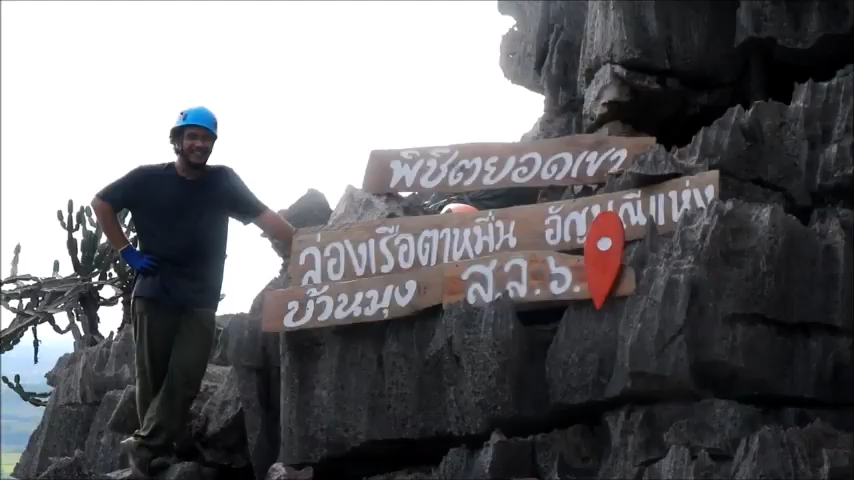 พิชิตยอดเขา
ล่องเรือตาหมื่น อัญมณีแห่ง
บ้านมุง ส.ล.๖.